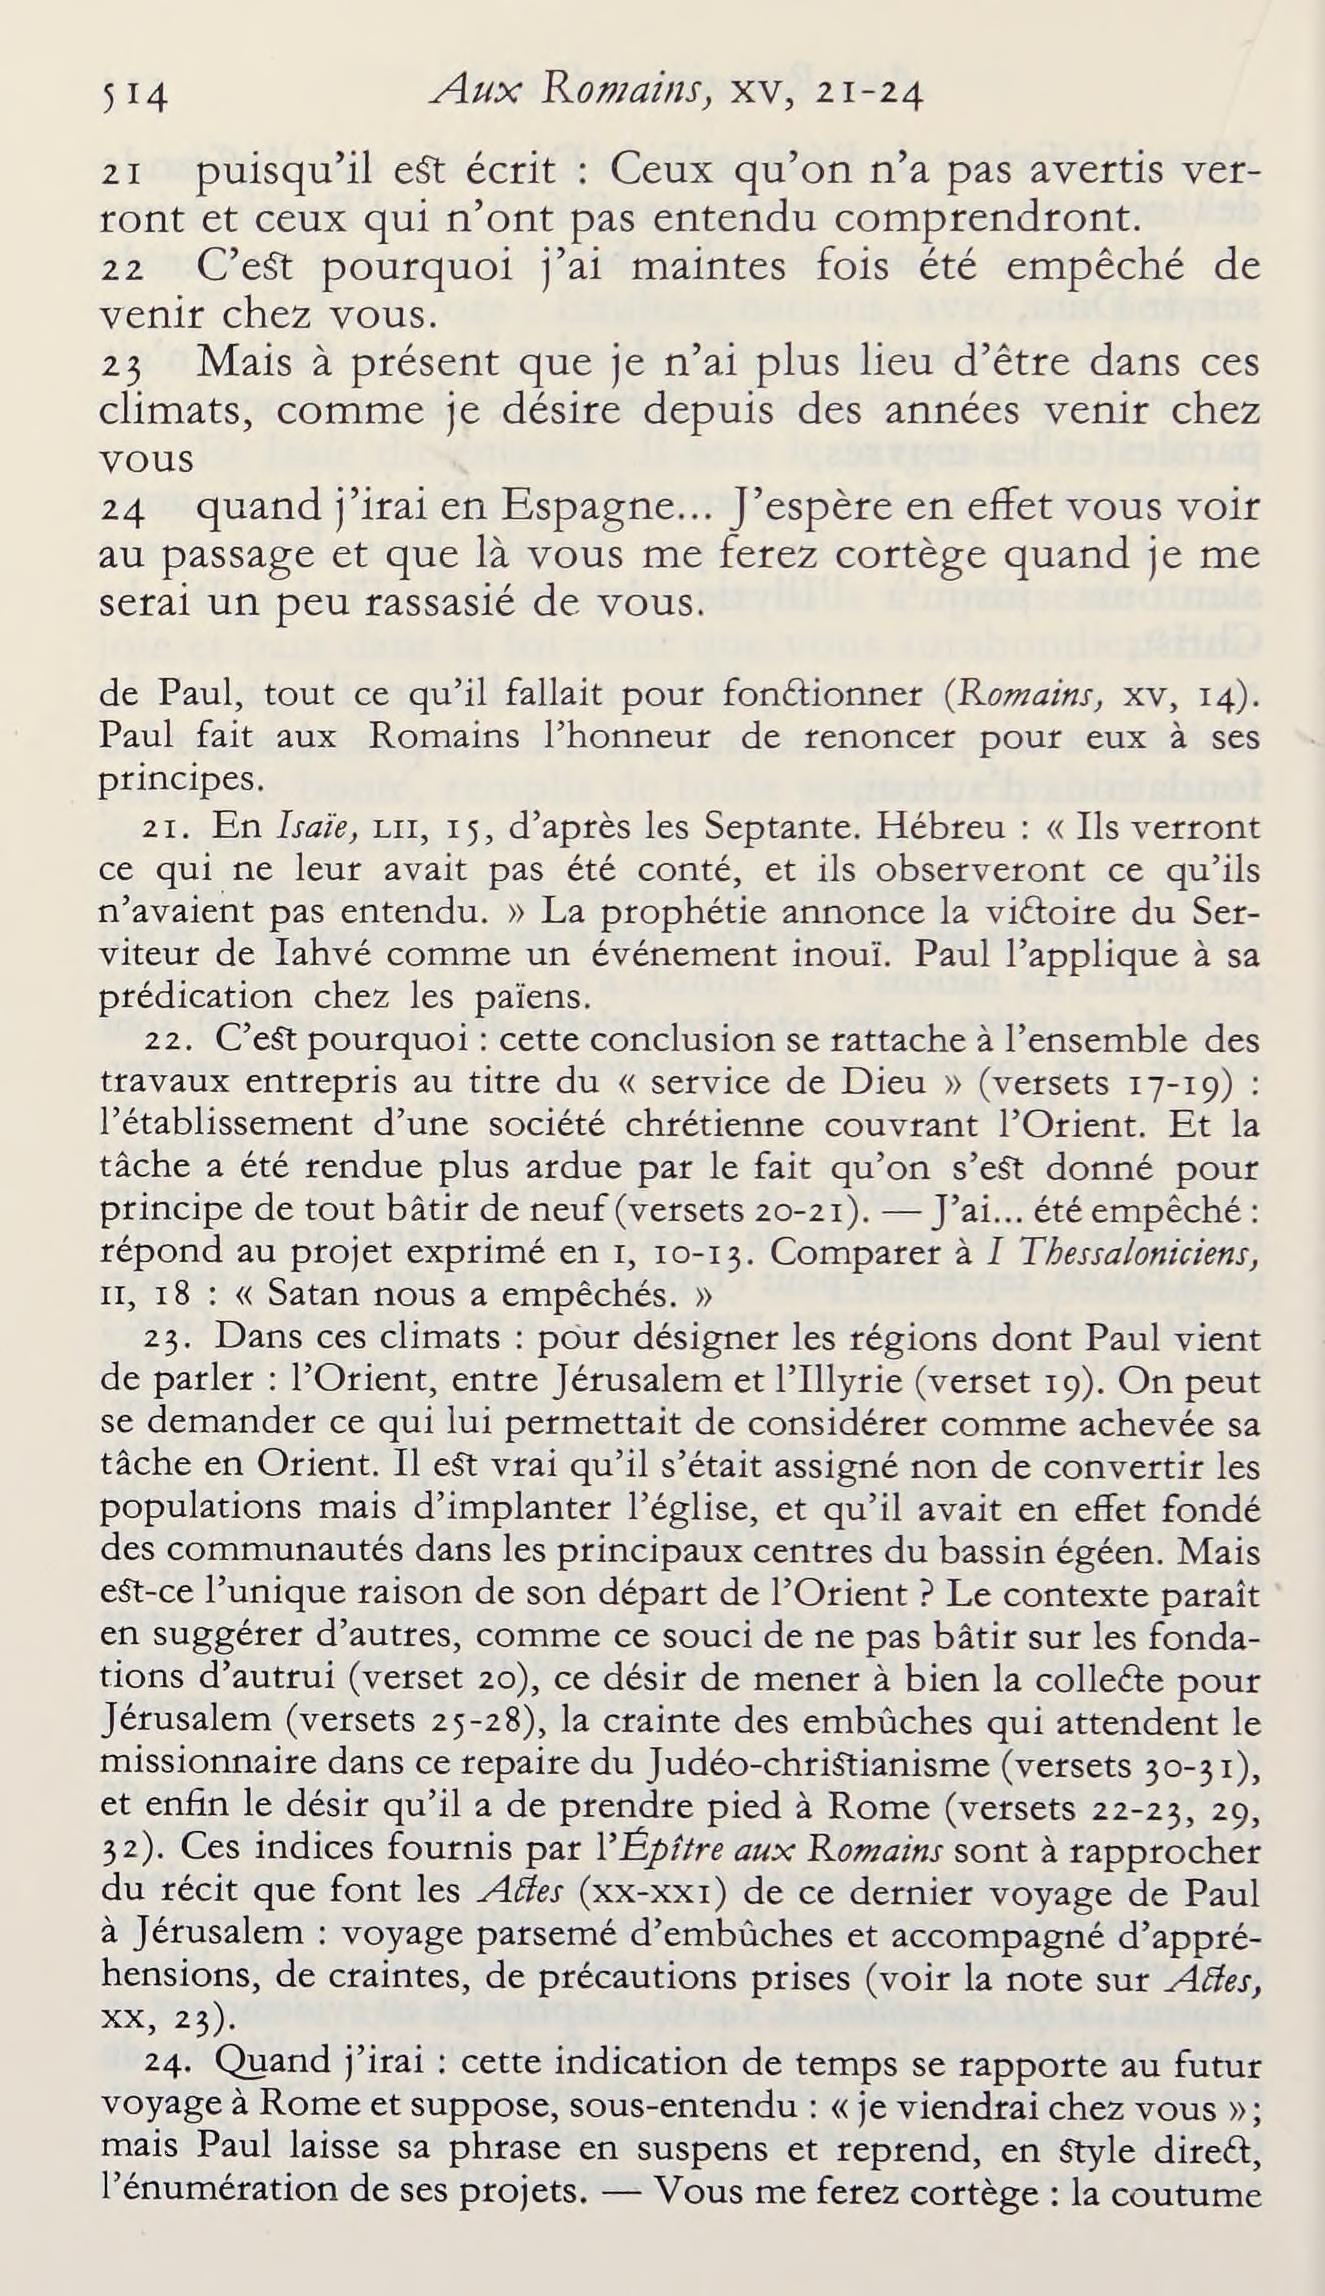 514 Aux Romains, XV, 21-24
21 puisqu'il est écrit : Ceux qu'on n'a pas avertis ver-
ront et ceux qui n'ont pas entendu comprendront.
22 C'est pourquoi j'ai maintes fois été empêché de
venir chez vous.
23 Mais à présent que je n'ai plus lieu d'être dans ces
climats, comme je désire depuis des années venir chez
vous
24 quand j'irai en Espagne... J'espère en effet vous voir
au passage et que là vous me ferez cortège quand je me
serai un peu rassasié de vous.
de Paul, tout ce qu'il fallait pour fonctionner (Romains, XV, 14).
Paul fait aux Romains l'honneur de renoncer pour eux à ses
principes.
21. En Isaïe, LII, 15, d'après les Septante. Hébreu : « Ils verront
ce qui ne leur avait pas été conté, et ils observeront ce qu'ils
n'avaient pas entendu. » La prophétie annonce la victoire du Ser-
viteur de Iahvé comme un événement inouï. Paul l'applique à sa
prédication chez les païens.
22. C'est pourquoi : cette conclusion se rattache à l'ensemble des
travaux entrepris au titre du « service de Dieu » (versets 17-19) :
l'établissement d'une société chrétienne couvrant l'Orient. Et la
tâche a été rendue plus ardue par le fait qu'on s'est donné pour
principe de tout bâtir de neuf (versets 20-21). — J'ai... été empêché :
répond au projet exprimé en I, 10-13. Comparer à I Thessaloniciens,
II, 18 : « Satan nous a empêchés. »
23. Dans ces climats : pour désigner les régions dont Paul vient
de parler : l'Orient, entre Jérusalem et l'Illyrie (verset 19). On peut
se demander ce qui lui permettait de considérer comme achevée sa
tâche en Orient. Il est vrai qu'il s'était assigné non de convertir les
populations mais d'implanter l'église, et qu'il avait en effet fondé
des communautés dans les principaux centres du bassin égéen. Mais
est-ce l'unique raison de son départ de l'Orient ? Le contexte paraît
en suggérer d'autres, comme ce souci de ne pas bâtir sur les fonda-
tions d'autrui (verset 20), ce désir de mener à bien la collecte pour
Jérusalem (versets 25-28), la crainte des embûches qui attendent le
missionnaire dans ce repaire du Judéo-christianisme (versets 30-31),
et enfin le désir qu'il a de prendre pied à Rome (versets 22-23, 29,
32). Ces indices fournis par l'Épître aux Romains sont à rapprocher
du récit que font les Actes (XX-XXI) de ce dernier voyage de Paul
à Jérusalem : voyage parsemé d'embûches et accompagné d'appré-
hensions, de craintes, de précautions prises (voir la note sur Actes,
XX, 23).
24. Quand j'irai : cette indication de temps se rapporte au futur
voyage à Rome et suppose, sous-entendu : « je viendrai chez vous » ;
mais Paul laisse sa phrase en suspens et reprend, en style direct,
l'énumération de ses projets. — Vous me ferez cortège : la coutume